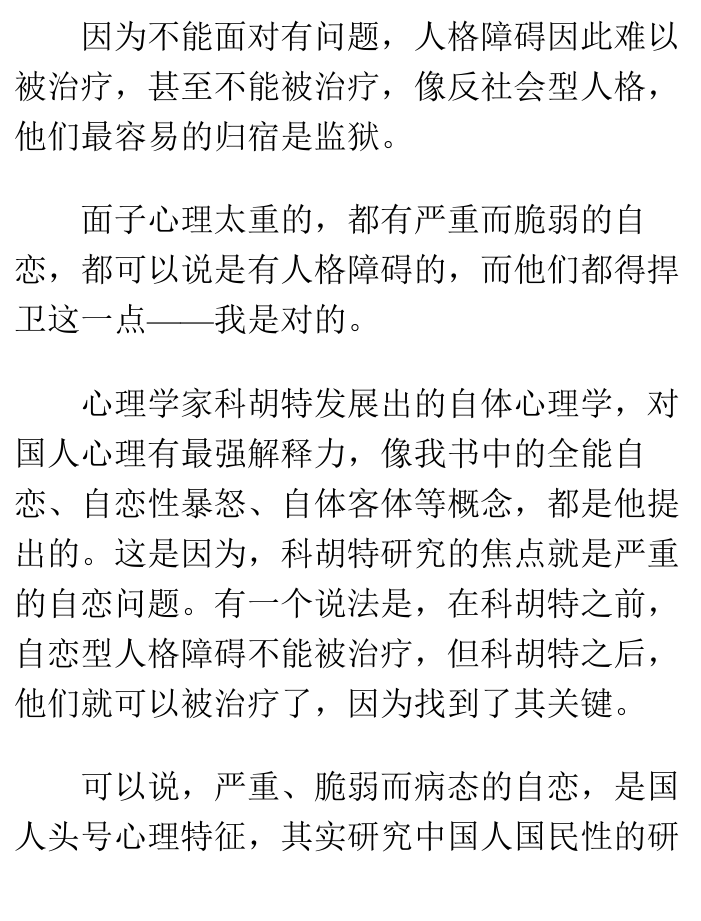 因为不能面对有问题，人格障碍因此难以
被治疗，甚至不能被治疗，像反社会型人格，
他们最容易的归宿是监狱。
面子心理太重的，都有严重而脆弱的自
恋，都可以说是有人格障碍的，而他们都得捍
卫这一点——我是对的。
心理学家科胡特发展出的自体心理学，对
国人心理有最强解释力，像我书中的全能自
恋、自恋性暴怒、自体客体等概念，都是他提
出的。这是因为，科胡特研究的焦点就是严重
的自恋问题。有一个说法是，在科胡特之前，
自恋型人格障碍不能被治疗，但科胡特之后，
他们就可以被治疗了，因为找到了其关键。
可以说，严重、脆弱而病态的自恋，是国
人头号心理特征，其实研究中国人国民性的研